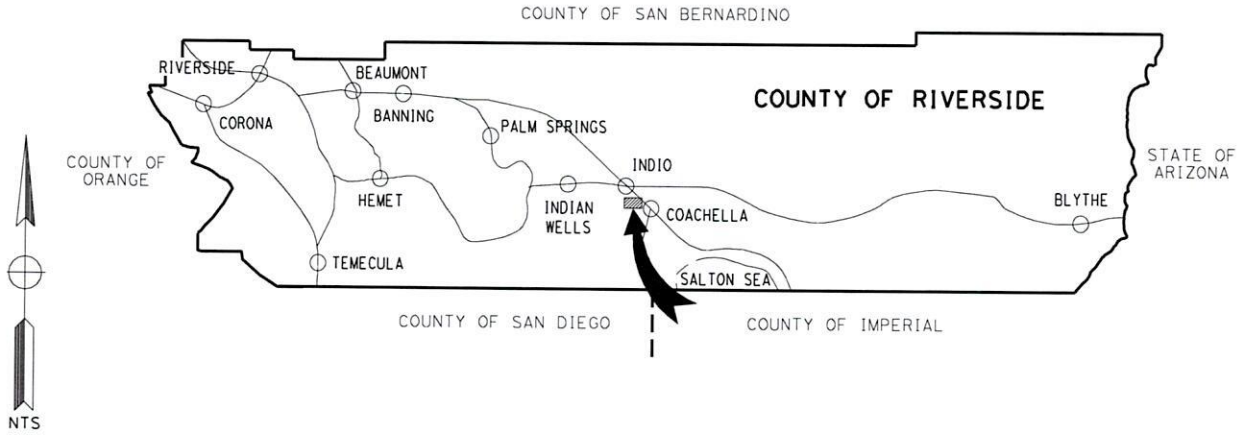 COUNTY OF SAN BERNARDINO
RIVERSIDE
BEAUMONT
COUNTY OF RIVERSIDE
BANNING
CORONA
PALM SPRINGS
COUNTY OF
ORANGE
STATE OF
ARIZONA
INDIO
HEMET
INDIAN
WELLS
COACHELLA
BLYTHE
TEMECULA
SALTON SEA
COUNTY OF SAN DIEGO
COUNTY OF IMPERIAL
NTS